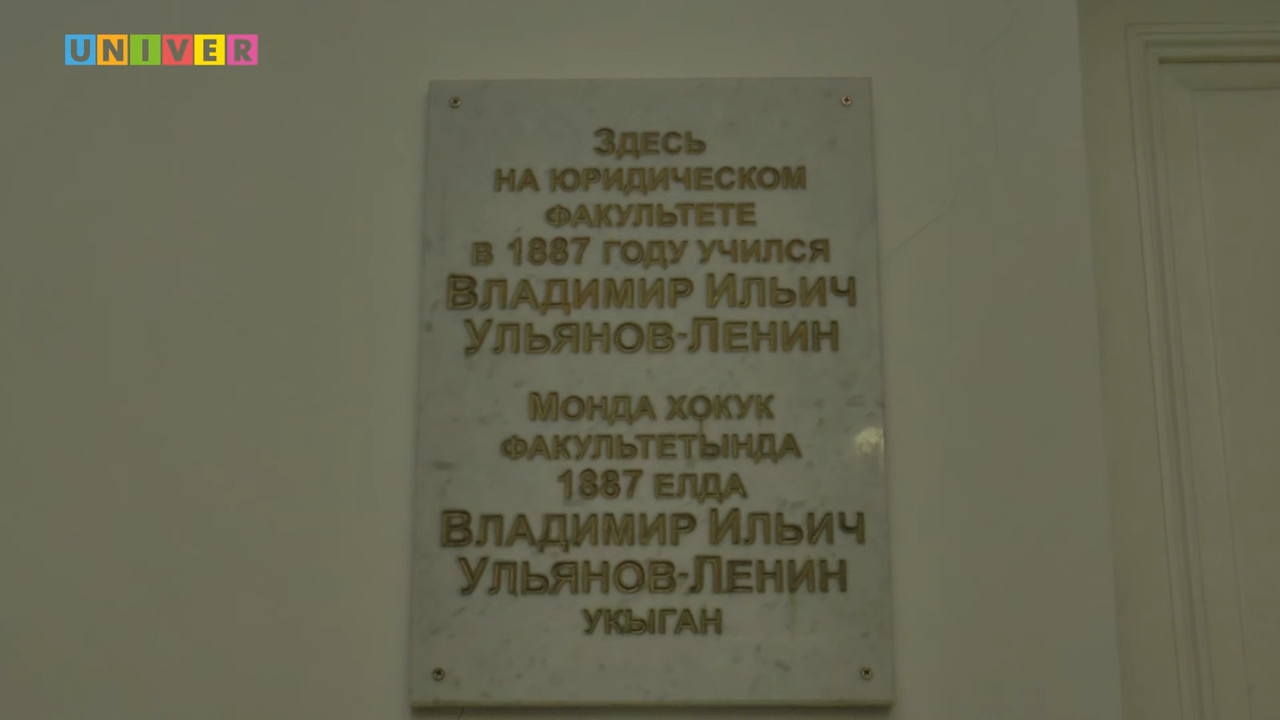 UNIVER
Здесь
на юридическом
факультете
в 1887 году учился
Владимир Ильич
Ульянов-Ленин
Монда хокук
факультетында
1887 елда
Владимир Ильич
Ульянов-Ленин
укыган